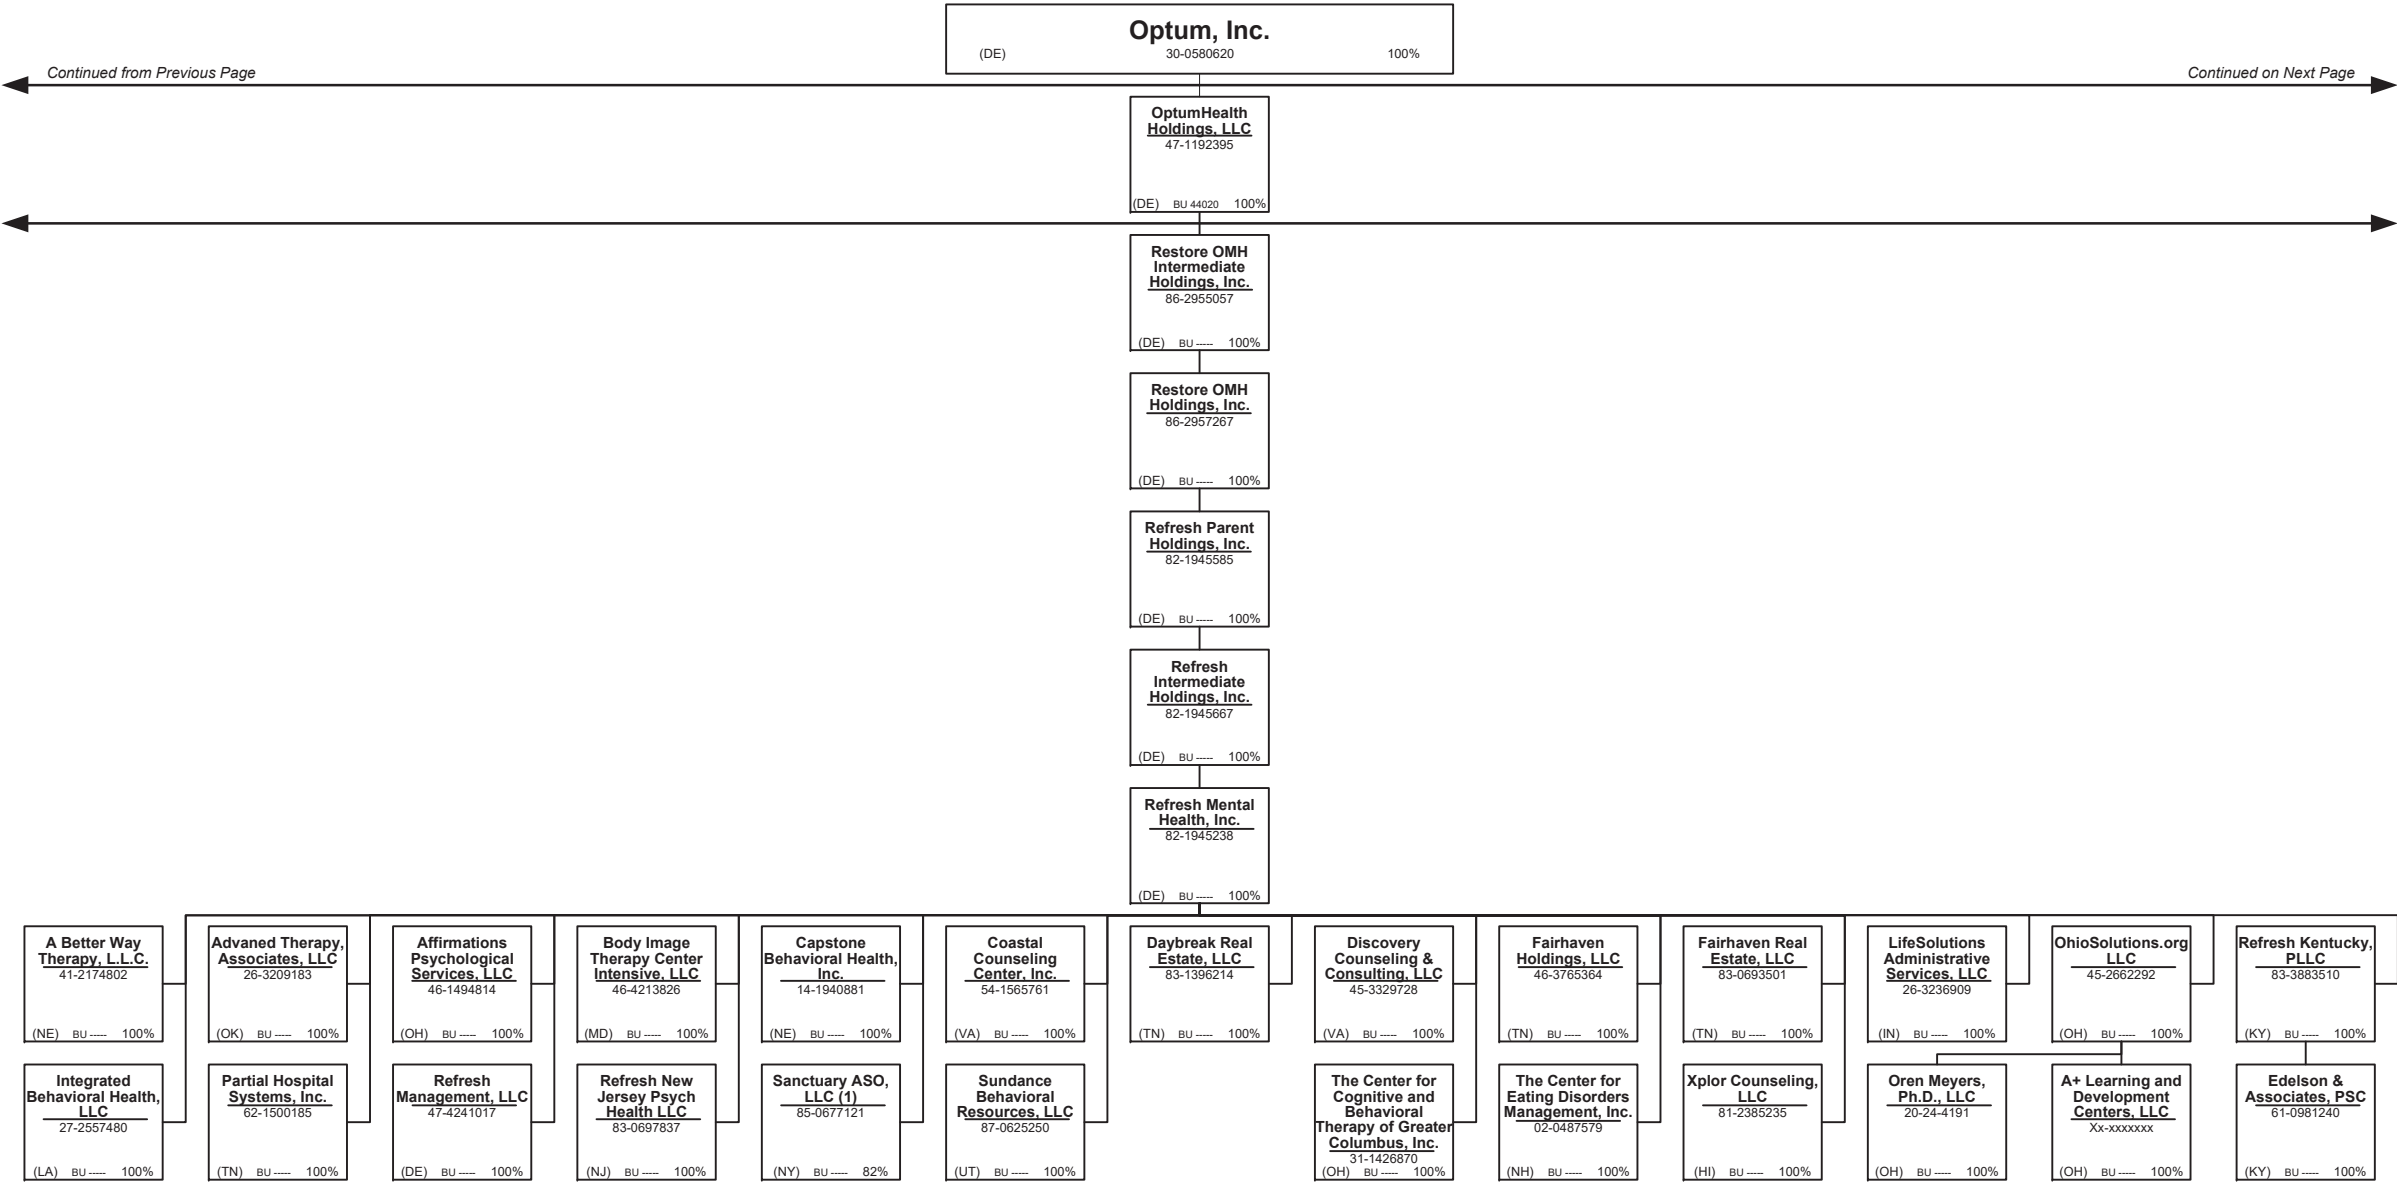 Optum, Inc.
(DE) 30-0580620 100%
Continued from Previous Page
Continued on Next Page
OptumHealth
Holdings, LLC
47-1192395
(DE) BU 44020 100%
Restore OMH
Intermediate
Holdings, Inc.
86-2955057
(DE) BU ----- 100%
Restore OMH
Holdings, Inc.
86-2957267
(DE) BU ----- 100%
Refresh Parent
Holdings, Inc.
82-1945585
(DE) BU ----- 100%
Refresh
Intermediate
Holdings, Inc.
82-1945667
(DE) BU ----- 100%
Refresh Mental
Health, Inc.
82-1945238
(DE) BU ----- 100%
A Better Way
Therapy, L.L.C.
41-2174802
(NE) BU ----- 100%
Advaned Therapy,
Associates, LLC
26-3209183
(OK) BU ----- 100%
Affirmations
Psychological
Services, LLC
46-1494814
(OH) BU ----- 100%
Body Image
Therapy Center
Intensive, LLC
46-4213826
(MD) BU ----- 100%
Capstone
Behavioral Health,
Inc.
14-1940881
(NE) BU ----- 100%
Coastal
Counseling
Center, Inc.
54-1565761
(VA) BU ----- 100%
Daybreak Real
Estate, LLC
83-1396214
(TN) BU ----- 100%
Discovery
Counseling &
Consulting, LLC
45-3329728
(VA) BU ----- 100%
Fairhaven
Holdings, LLC
46-3765364
(TN) BU ----- 100%
Fairhaven Real
Estate, LLC
83-0693501
(TN) BU ----- 100%
LifeSolutions
Administrative
Services, LLC
26-3236909
(IN) BU ----- 100%
OhioSolutions.org
LLC
45-2662292
(OH) BU ----- 100%
Refresh Kentucky,
PLLC
83-3883510
(KY) BU ----- 100%
Integrated
Behavioral Health,
LLC
27-2557480
(LA) BU ----- 100%
Partial Hospital
Systems, Inc.
62-1500185
(TN) BU ----- 100%
Refresh
Management, LLC
47-4241017
(DE) BU ----- 100%
Refresh New
Jersey Psych
Health LLC
83-0697837
(NJ) BU ----- 100%
Sanctuary ASO,
LLC (1)
85-0677121
(NY) BU ----- 82%
Sundance
Behavioral
Resources, LLC
87-0625250
(UT) BU ----- 100%
The Center for
Cognitive and
Behavioral
Therapy of Greater
Columbus, Inc.
31-1426870
(OH) BU ----- 100%
The Center for
Eating Disorders
Management, Inc.
02-0487579
(NH) BU ----- 100%
Xplor Counseling,
LLC
81-2385235
(HI) BU ----- 100%
Oren Meyers,
Ph.D., LLC
20-24-4191
(OH) BU ----- 100%
A+ Learning and
Development
Centers, LLC
Xx-xxxxxxx
(OH) BU ----- 100%
Edelson &
Associates, PSC
61-0981240
(KY) BU ----- 100%